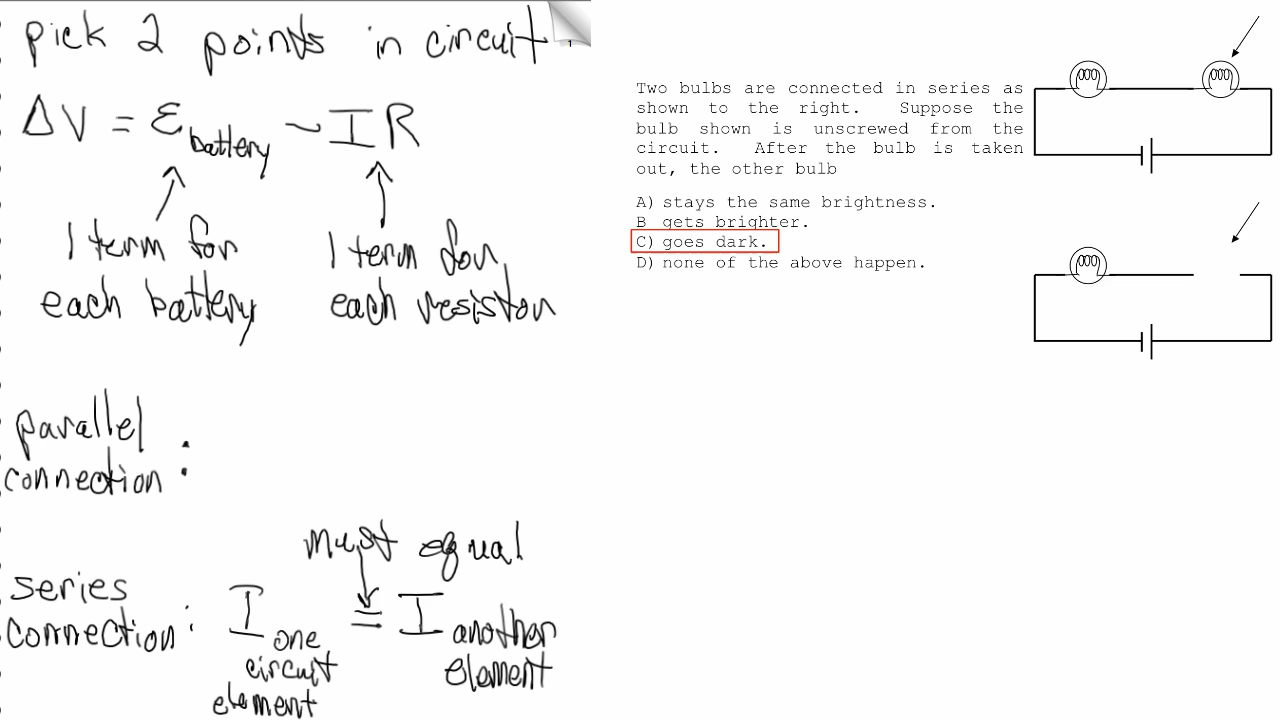 pick 2 points in circuit:
ΔV = Ɛbattery - IR
1 term for
each battery
1 term for
each resistor
parallel
connection :
must equal
series
connection : I one circuit element = I another element
Two bulbs are connected in series as
shown to the right. Suppose the
bulb shown is unscrewed from the
circuit. After the bulb is taken
out, the other bulb
A) stays the same brightness.
B gets brighter.
C) goes dark.
D) none of the above happen.